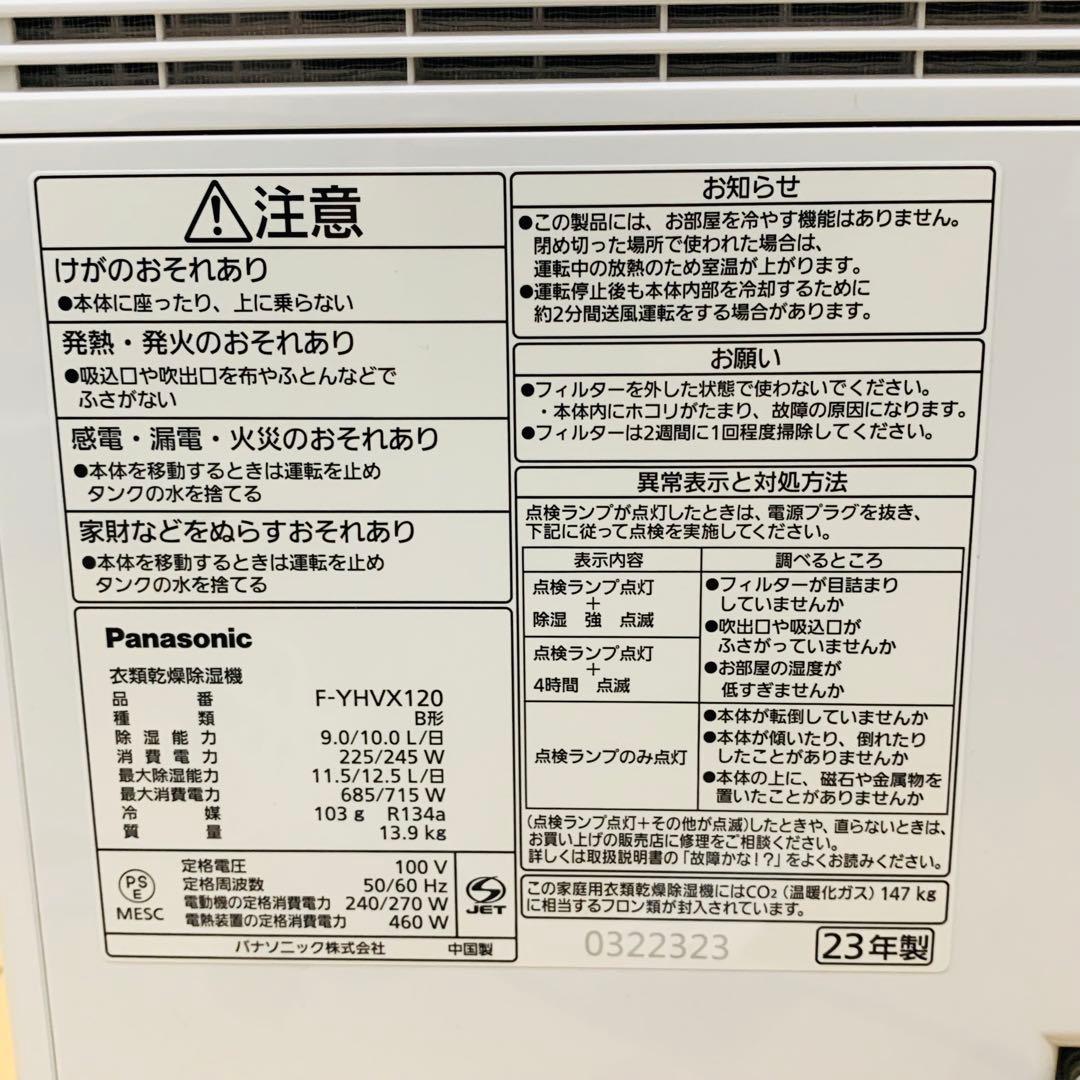 注意
けがのおそれあり
●本体に座ったり、上に乗らない
発熱・発火のおそれあり
●吸込口や吹出口を布やふとんなどで
ふさがない
感電・漏電・火災のおそれあり
●本体を移動するときは運転を止め
タンクの水を捨てる
家財などをぬらすおそれあり
●本体を移動するときは運転を止め
タンクの水を捨てる
Panasonic
衣類乾燥除湿機
品番 F-YHVX120
種類 B形
除湿能力 9.0/10.0 L/日
消費電力 225/245 W
最大除湿能力 11.5/12.5 L/日
最大消費電力 685/715 W
冷媒 103 g R134a
質量 13.9 kg
PS
E
MESC
定格電圧 100 V
定格周波数 50/60 Hz
電動機の定格消費電力 240/270 W
電熱装置の定格消費電力 460 W
JET
パナソニック株式会社 中国製
お知らせ
●この製品には、お部屋を冷やす機能はありません。
閉め切った場所で使われた場合は、
運転中の放熱のため室温が上がります。
●運転停止後も本体内部を冷却するために
約2分間送風運転をする場合があります。
お願い
●フィルターを外した状態で使わないでください。
・本体内にホコリがたまり、故障の原因になります。
●フィルターは2週間に1回程度掃除してください。
異常表示と対処方法
点検ランプが点灯したときは、電源プラグを抜き、
下記に従って点検を実施してください。
表示内容 調べるところ
点検ランプ点灯
+
除湿 強 点滅
点検ランプ点灯
+
4時間 点滅
●フィルターが目詰まり
していませんか
●吹出口や吸込口が
ふさがっていませんか
●お部屋の湿度が
低すぎませんか
点検ランプのみ点灯
●本体が転倒していませんか
●本体が傾いたり、倒れたり
したことがありませんか
●本体の上に、磁石や金属物を
置いたことがありませんか
(点検ランプ点灯+その他が点滅)したときや、直らないときは、
お買い上げの販売店に修理をご相談ください。
詳しくは取扱説明書の「故障かな!?」をよくお読みください。
この家庭用衣類乾燥除湿機にはCO₂(温暖化ガス)147 kg
に相当するフロン類が封入されています。
0322323
23年製